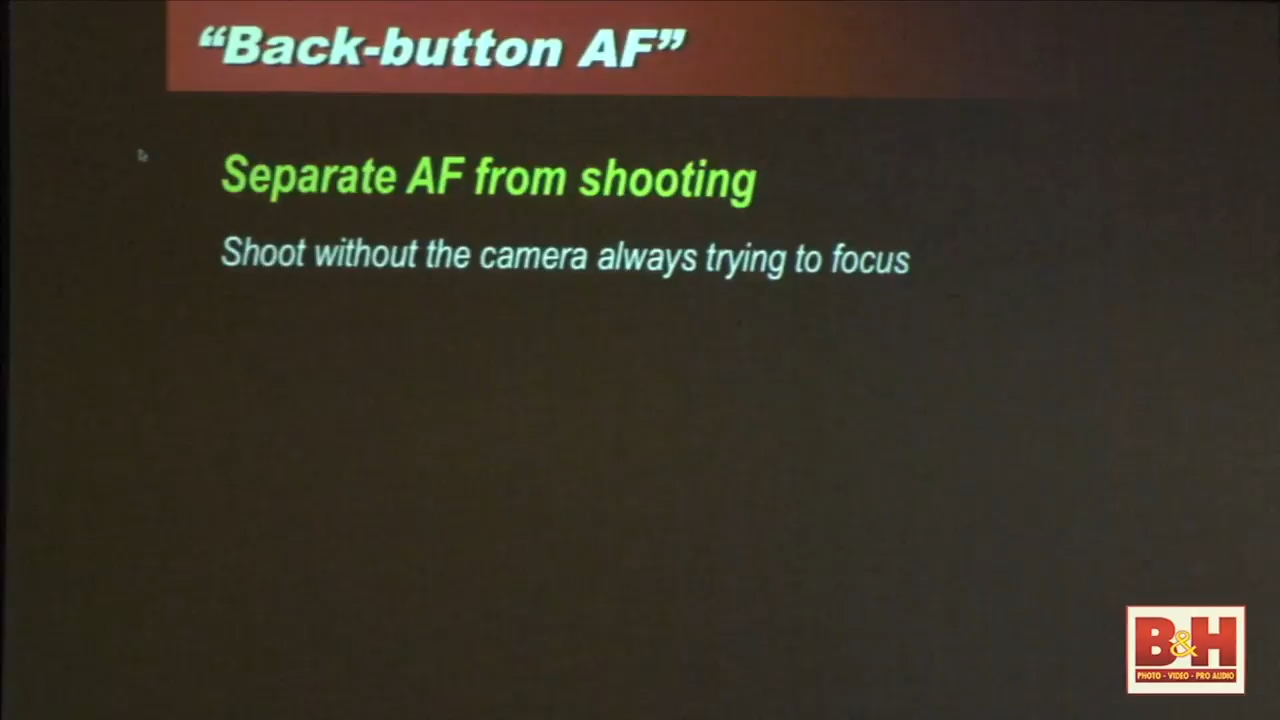 “Back-button AF”
Separate AF from shooting
Shoot without the camera always trying to focus
B&H
PHOTO - VIDEO - PRO AUDIO